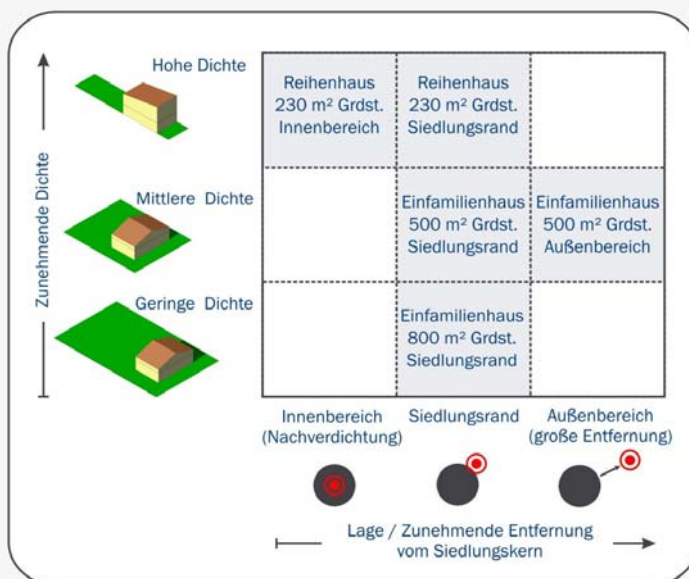 Zunehmende Dichte
Hohe Dichte
Mittlere Dichte
Geringe Dichte
Reihenhaus
230 m² Grdst.
Innenbereich
Reihenhaus
230 m² Grdst.
Siedlungsrand
Einfamilienhaus
500 m² Grdst.
Siedlungsrand
Einfamilienhaus
500 m² Grdst.
Außenbereich
Einfamilienhaus
800 m² Grdst.
Siedlungsrand
Innenbereich
(Nachverdichtung)
Siedlungsrand
Außenbereich
(große Entfernung)
Lage / Zunehmende Entfernung
vom Siedlungskern